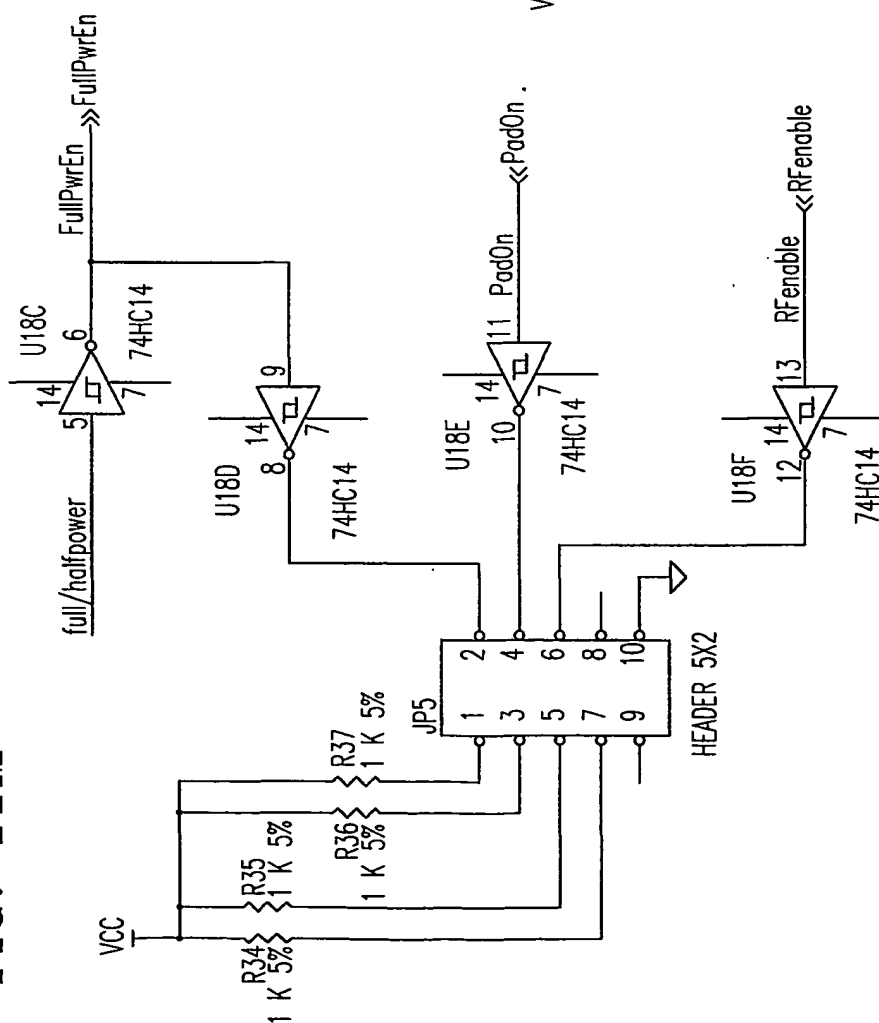 full/halfpower
5
14
U18C
6
7
74HC14
FullPwrEn
FullPwrEn
U18D
8
14
9
7
74HC14
U18E
10
14
11
7
74HC14
PadOn
PadOn
V
U18F
12
14
13
7
74HC14
RFenable
RFenable
VCC
R34
1 K 5%
R35
1 K 5%
R36
1 K 5%
R37
1 K 5%
JP5
1 2
3 4
5 6
7 8
9 10
HEADER 5X2